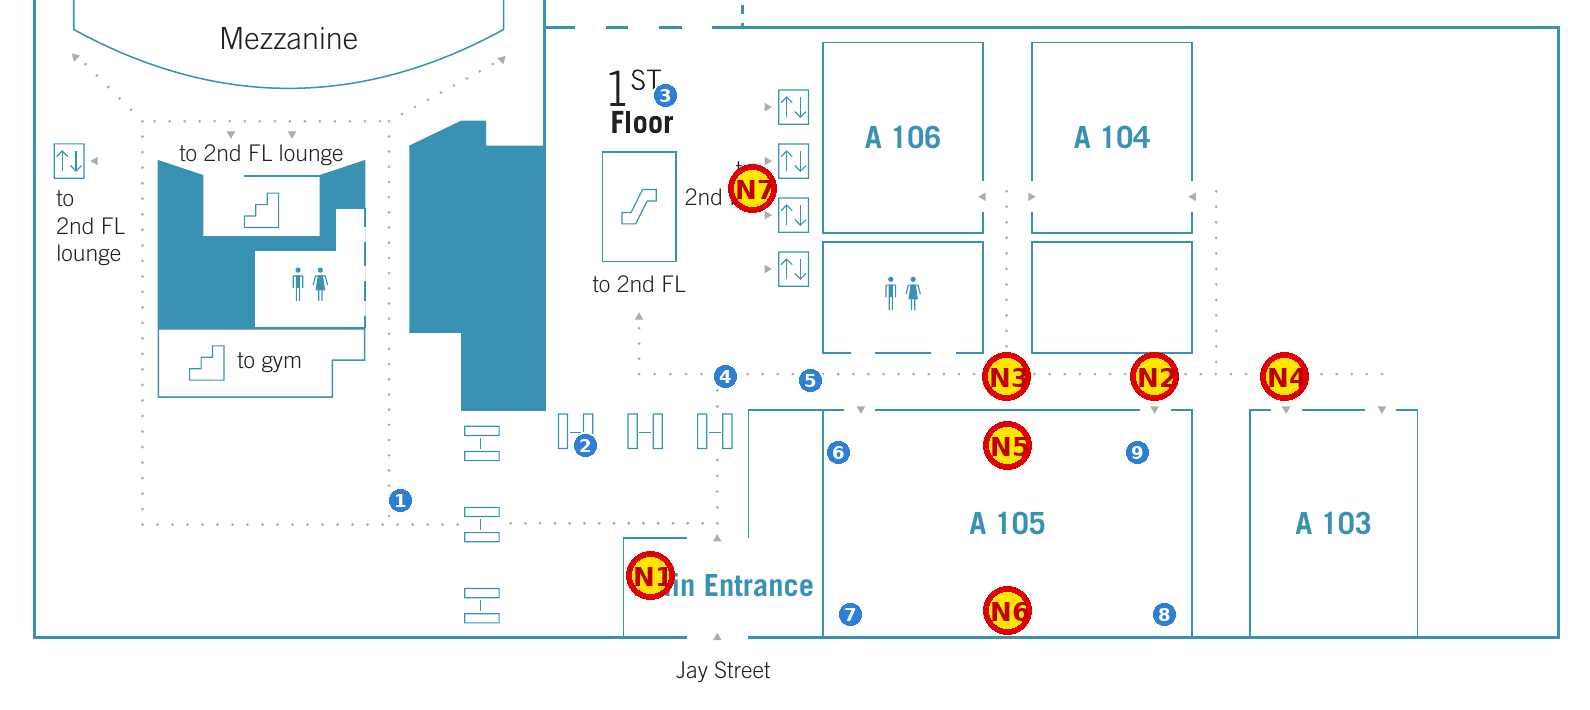 Mezzanine
1ST
3
Floor
to 2nd FL lounge
A 106
A 104
to
2nd FL
lounge
2nd
N7
to 2nd FL
to gym
4
5
N3
N2
N4
2
6
N5
9
1
A 105
A 103
N1
in Entrance
7
N6
8
Jay Street